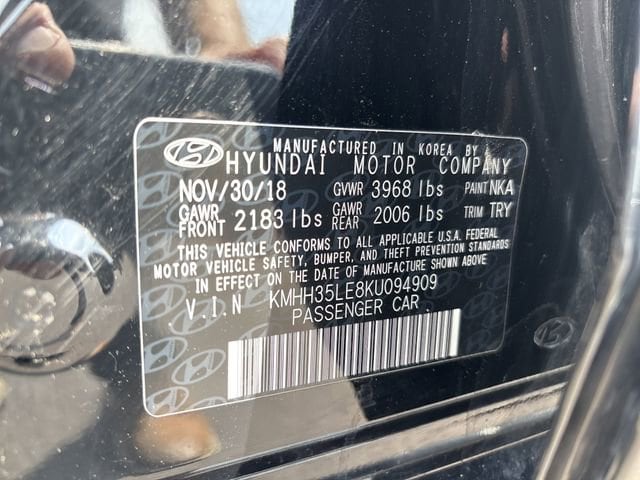 MANUFACTURED IN KOREA BY
HYUNDAI MOTOR COMPANY
NOV/30/18 GVWR 3968 lbs PAINT NKA
GAWR FRONT 2183 lbs GAWR REAR 2006 lbs TRIM TRY
THIS VEHICLE CONFORMS TO ALL APPLICABLE U.S.A. FEDERAL
MOTOR VEHICLE SAFETY, BUMPER, AND THEFT PREVENTION STANDARDS
IN EFFECT ON THE DATE OF MANUFACTURE SHOWN ABOVE
V.I.N KMHH35LE8KU094909
PASSENGER CAR